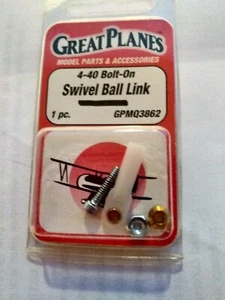 GREAT PLANES
MODEL PARTS & ACCESSORIES
4-40 Bolt-On
Swivel Ball Link
1 pc. GPMQ3862